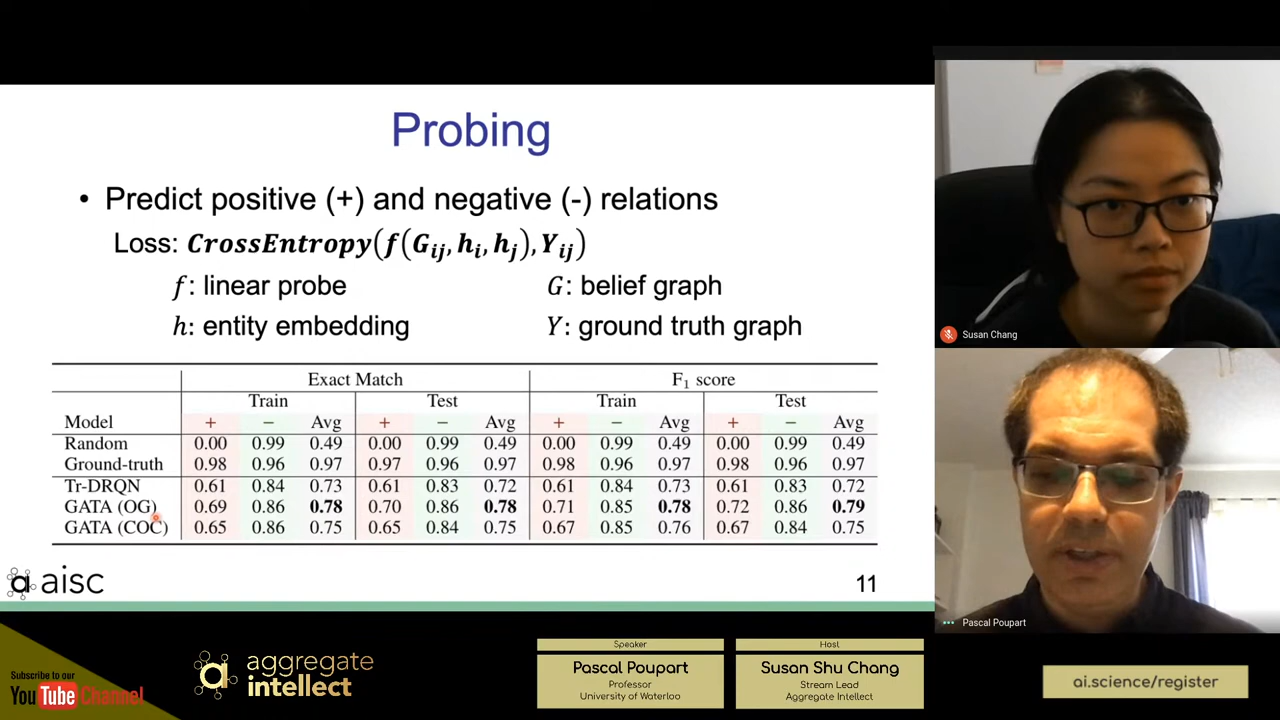 Probing
• Predict positive (+) and negative (-) relations
Loss: CrossEntropy(f(G_ij, h_i, h_j), Y_ij)
f: linear probe G: belief graph
h: entity embedding Y: ground truth graph
Exact Match F1 score
Train Test Train Test
Model + − Avg + − Avg + − Avg + − Avg
Random 0.00 0.99 0.49 0.00 0.99 0.49 0.00 0.99 0.49 0.00 0.99 0.49
Ground-truth 0.98 0.96 0.97 0.97 0.96 0.97 0.98 0.96 0.97 0.98 0.96 0.97
Tr-DRQN 0.61 0.84 0.73 0.61 0.83 0.72 0.61 0.84 0.73 0.61 0.83 0.72
GATA (OG) 0.69 0.86 0.78 0.70 0.86 0.78 0.71 0.85 0.78 0.72 0.86 0.79
GATA (COC) 0.65 0.86 0.75 0.65 0.84 0.75 0.67 0.84 0.76 0.67 0.84 0.75
a aisc
11
Susan Chang
Pascal Poupart
Subscribe to our
YouTube Channel
a aggregate
intellect
Speaker
Pascal Poupart
Professor
University of Waterloo
Host
Susan Shu Chang
Stream Lead
Aggregate Intellect
ai.science/register